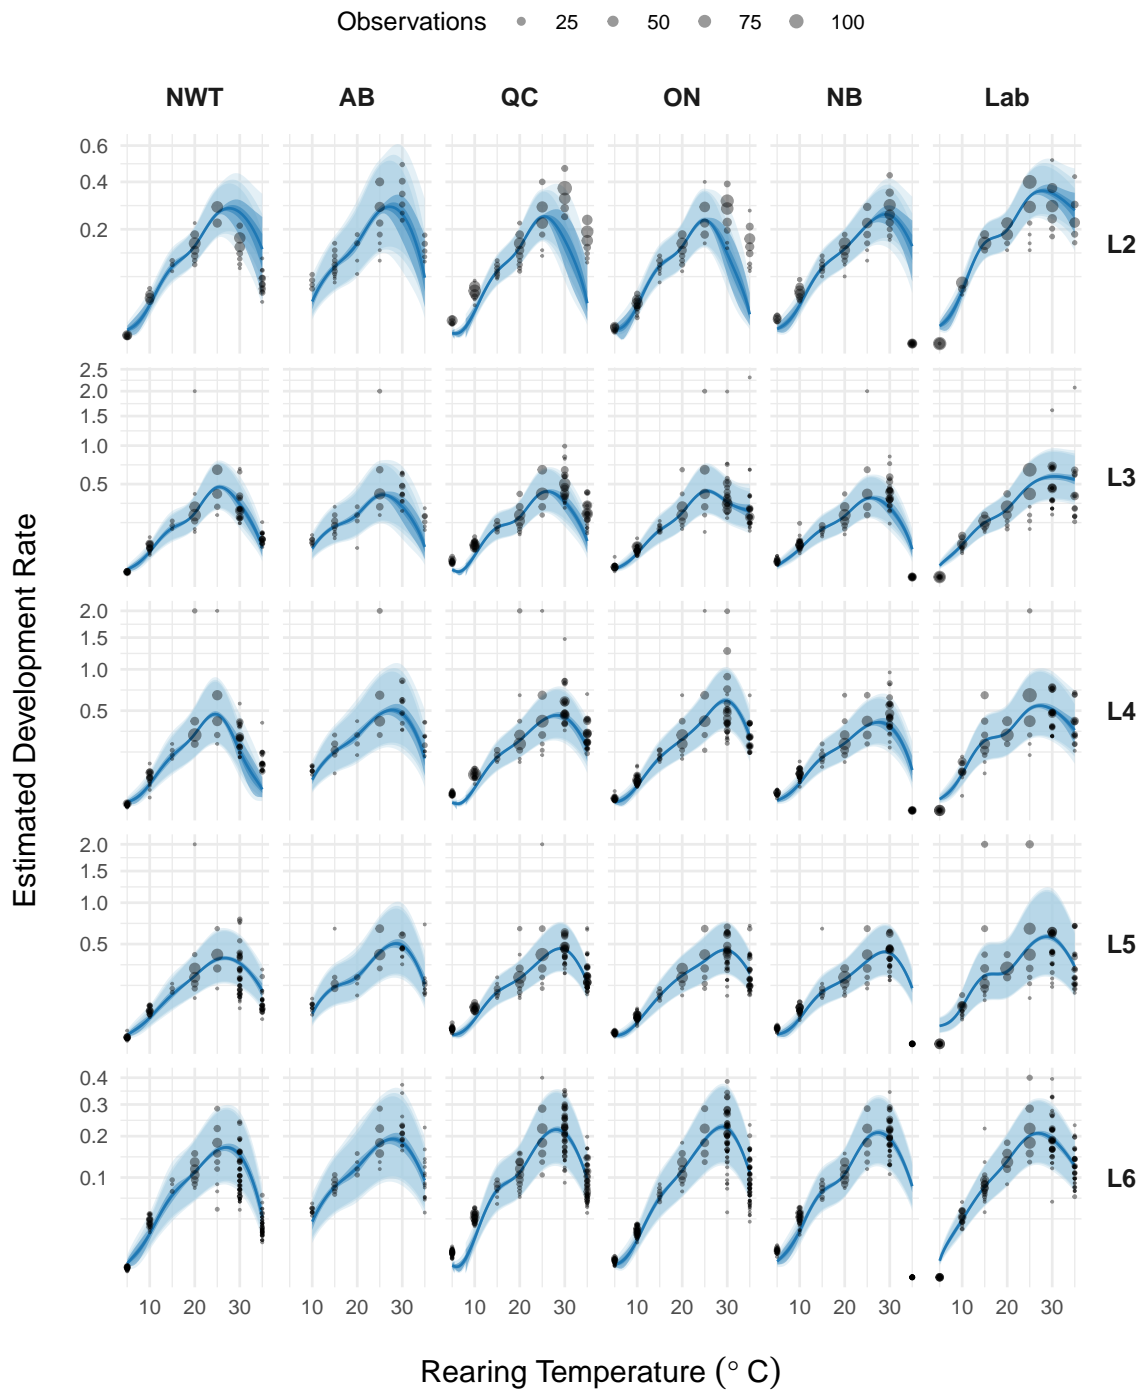 Observations 25 50 75 100
NWT AB QC ON NB Lab
0.6
0.4
0.2
L2
2.5
2.0
1.5
1.0
0.5
L3
2.0
1.5
1.0
0.5
L4
2.0
1.5
1.0
0.5
L5
0.4
0.3
0.2
0.1
L6
Estimated Development Rate
10 20 30 10 20 30 10 20 30 10 20 30 10 20 30 10 20 30
Rearing Temperature (° C)